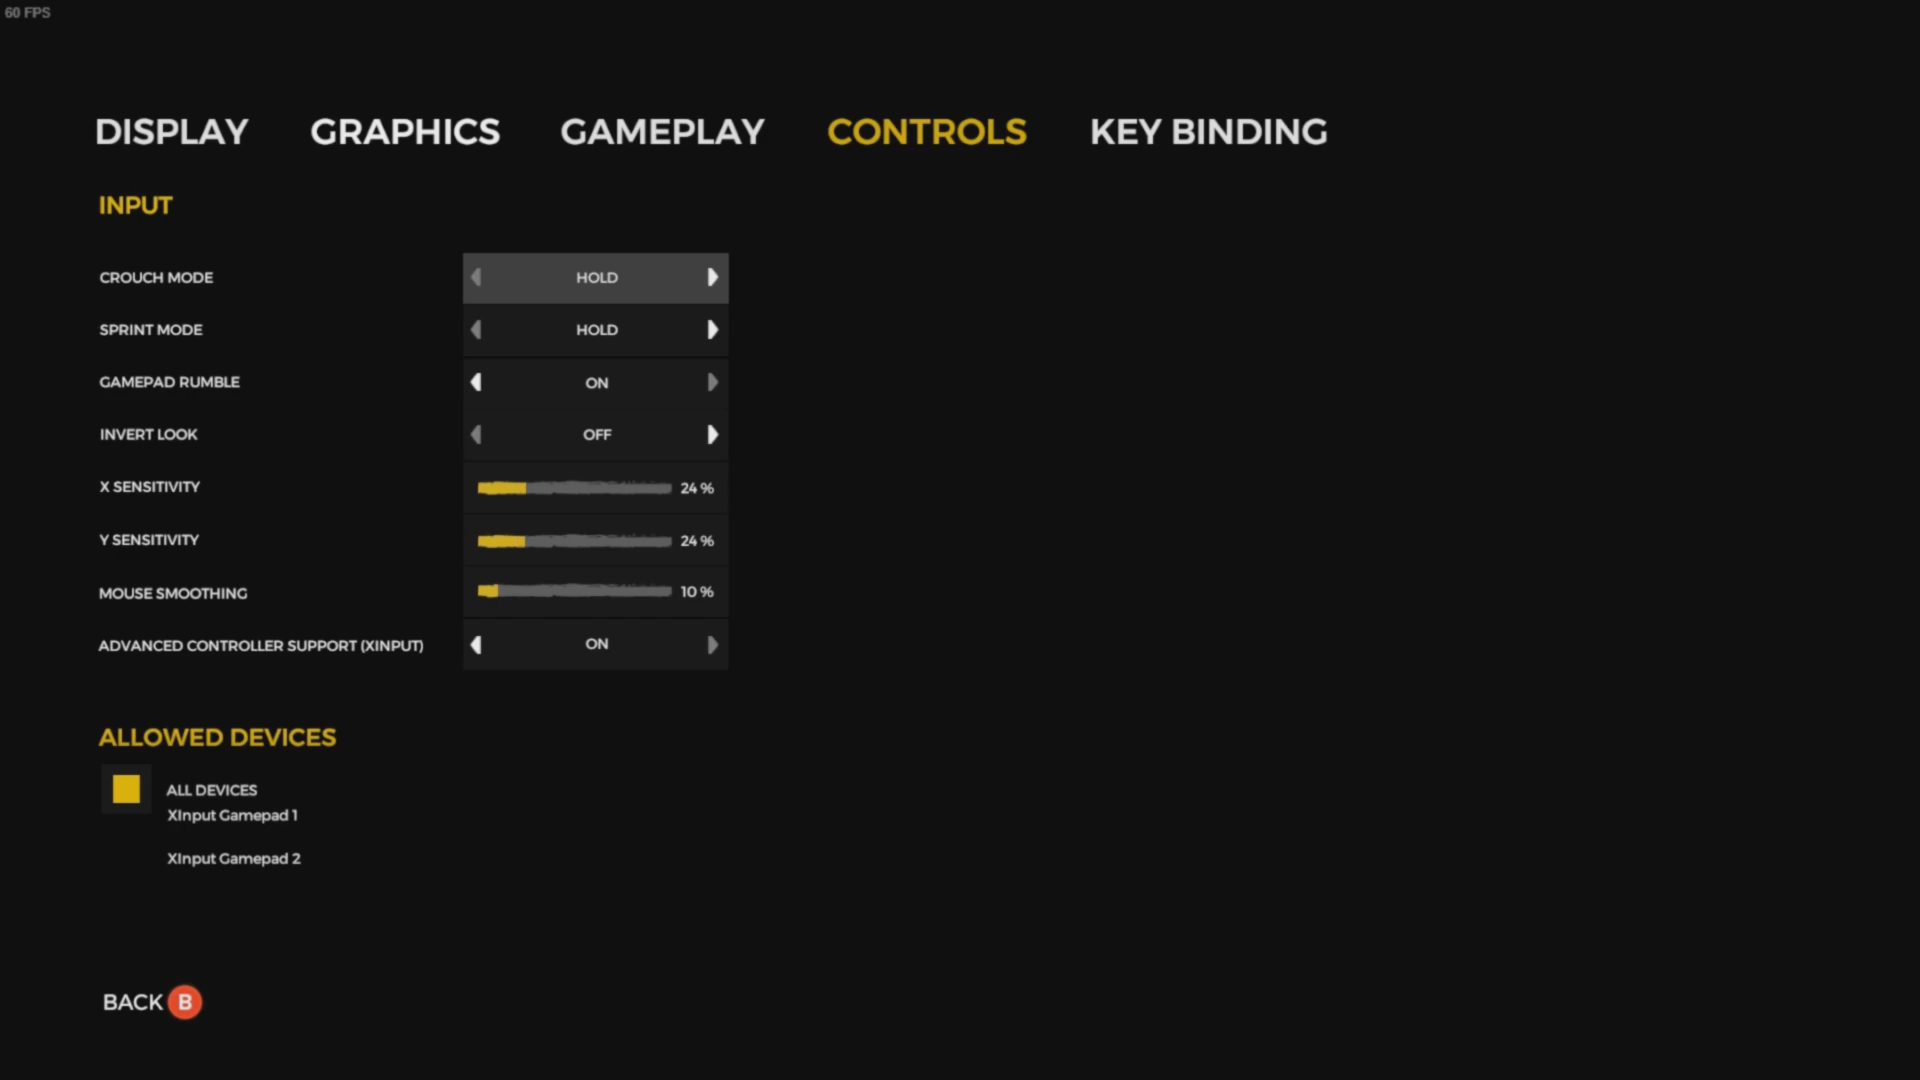 60 FPS
DISPLAY GRAPHICS GAMEPLAY CONTROLS KEY BINDING
INPUT
CROUCH MODE HOLD
SPRINT MODE HOLD
GAMEPAD RUMBLE ON
INVERT LOOK OFF
X SENSITIVITY 24 %
Y SENSITIVITY 24 %
MOUSE SMOOTHING 10 %
ADVANCED CONTROLLER SUPPORT (XINPUT) ON
ALLOWED DEVICES
ALL DEVICES
XInput Gamepad 1
XInput Gamepad 2
BACK B